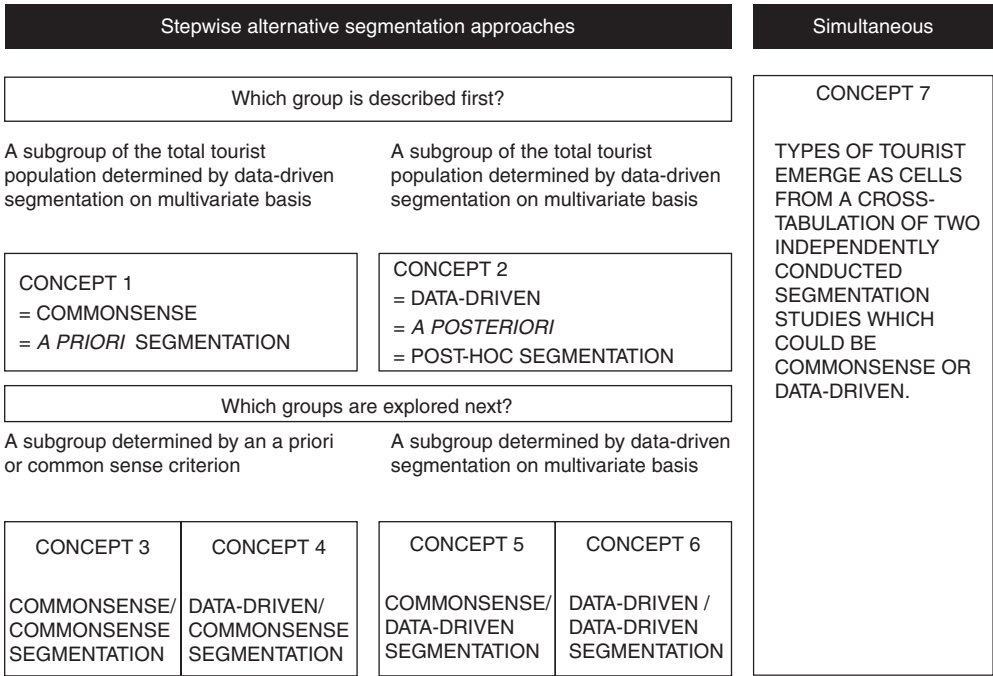 Stepwise alternative segmentation approaches
Simultaneous
Which group is described first?
A subgroup of the total tourist
population determined by data-driven
segmentation on multivariate basis
A subgroup of the total tourist
population determined by data-driven
segmentation on multivariate basis
CONCEPT 1
= COMMONSENSE
= A PRIORI SEGMENTATION
CONCEPT 2
= DATA-DRIVEN
= A POSTERIORI
= POST-HOC SEGMENTATION
Which groups are explored next?
A subgroup determined by an a priori
or common sense criterion
A subgroup determined by data-driven
segmentation on multivariate basis
CONCEPT 3
COMMONSENSE/
COMMONSENSE
SEGMENTATION
CONCEPT 4
DATA-DRIVEN/
COMMONSENSE
SEGMENTATION
CONCEPT 5
COMMONSENSE/
DATA-DRIVEN
SEGMENTATION
CONCEPT 6
DATA-DRIVEN /
DATA-DRIVEN
SEGMENTATION
CONCEPT 7
TYPES OF TOURIST
EMERGE AS CELLS
FROM A CROSS-
TABULATION OF TWO
INDEPENDENTLY
CONDUCTED
SEGMENTATION
STUDIES WHICH
COULD BE
COMMONSENSE OR
DATA-DRIVEN.